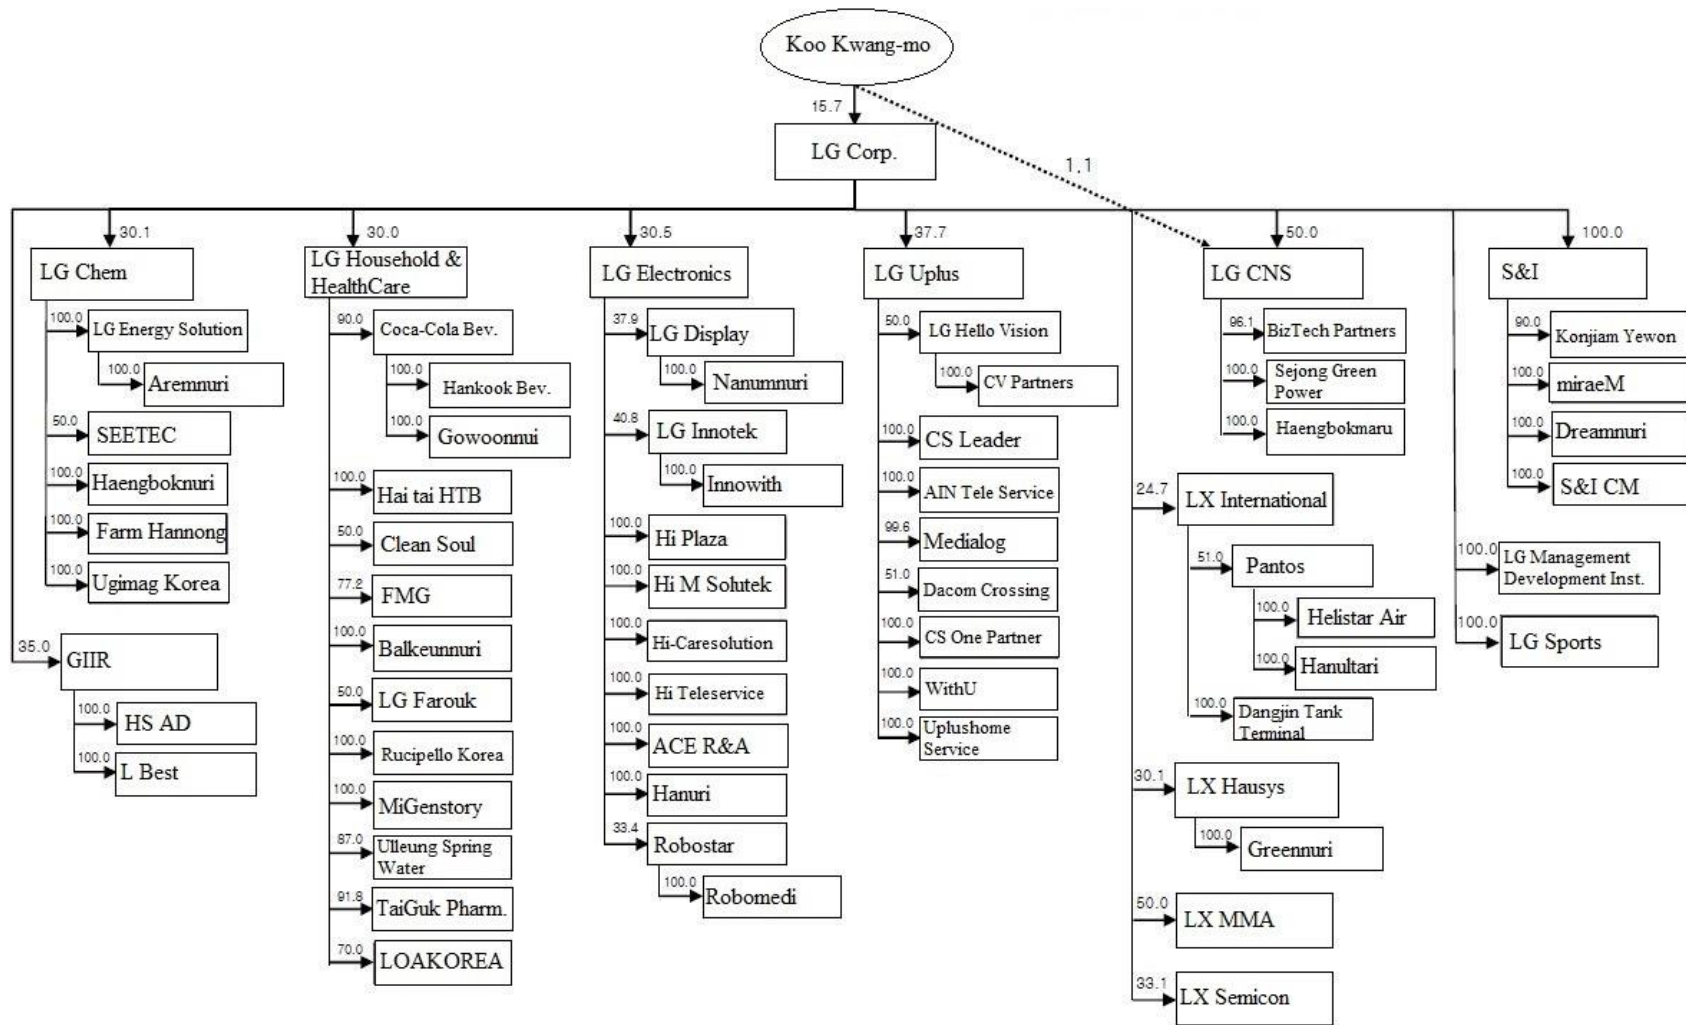 Koo Kwang-mo
15.7
LG Corp.
1.1
30.1
LG Chem
100.0
LG Energy Solution
100.0
Aremnuri
50.0
SEETEC
100.0
Haengboknuri
100.0
Farm Hannong
100.0
Ugimag Korea
35.0
GIIR
100.0
HS AD
100.0
L Best
30.0
LG Household &
HealthCare
90.0
Coca-Cola Bev.
100.0
Hankook Bev.
100.0
Gowoonnui
100.0
Hai tai HTB
50.0
Clean Soul
77.2
FMG
100.0
Balkeunnuri
50.0
LG Farouk
100.0
Rucipello Korea
100.0
MiGenstory
87.0
Ulleung Spring
Water
91.8
TaiGuk Pharm.
70.0
LOAKOREA
30.5
LG Electronics
37.9
LG Display
100.0
Nanumnuri
40.8
LG Innotek
100.0
Innowith
100.0
Hi Plaza
100.0
Hi M Solutek
100.0
Hi-Caresolution
100.0
Hi Teleservice
100.0
ACE R&A
100.0
Hanuri
33.4
Robostar
100.0
Robomedi
37.7
LG Uplus
50.0
LG Hello Vision
100.0
CV Partners
100.0
CS Leader
100.0
AIN Tele Service
99.6
Medialog
51.0
Dacom Crossing
100.0
CS One Partner
100.0
WithU
100.0
Uplushome
Service
50.0
LG CNS
96.1
BizTech Partners
100.0
Sejong Green
Power
100.0
Haengbokmaru
24.7
LX International
51.0
Pantos
100.0
Helistar Air
100.0
Hanultari
100.0
Dangjin Tank
Terminal
30.1
LX Hausys
100.0
Greennuri
50.0
LX MMA
33.1
LX Semicon
100.0
S&I
90.0
Konjiam Yewon
100.0
miraeM
100.0
Dreamnuri
100.0
S&I CM
100.0
LG Management
Development Inst.
100.0
LG Sports